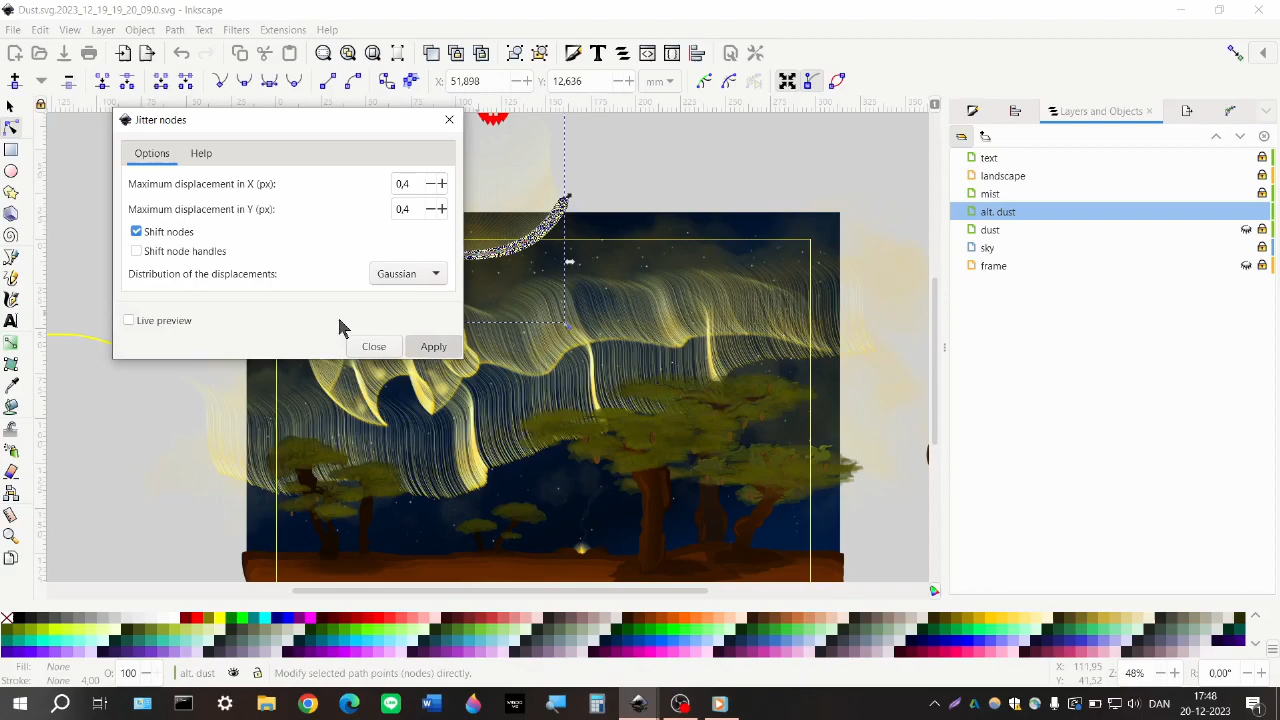 Dust.svg.2023_12_19_19_20_09.0.svg - Inkscape
File Edit View Layer Object Path Text Filters Extensions Help
X: 51,898 Y: 12,636 mm
Jitter nodes
Options Help
Maximum displacement in X (px): 0,4
Maximum displacement in Y (px): 0,4
Shift nodes
Shift node handles
Distribution of the displacements: Gaussian
Live preview
Close Apply
Layers and Objects
text
landscape
mist
alt. dust
dust
sky
frame
Fill: None
Stroke: None 4,00 O: 100 alt. dust Modify selected path points (nodes) directly. X: 111,95 Y: 41,52 Z: 48% R: 0,00°
DAN 17:48 20-12-2023